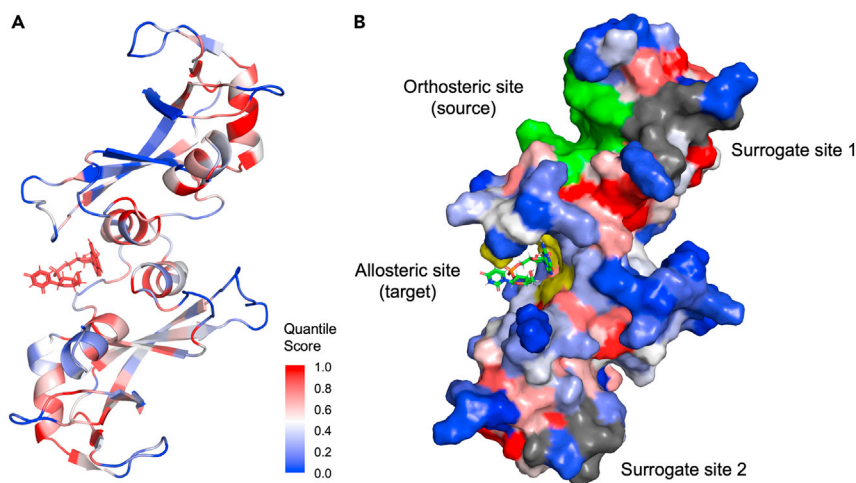 A
B
Orthosteric site
(source)
Surrogate site 1
Allosteric site
(target)
Quantile
Score
1.0
0.8
0.6
0.4
0.2
0.0
Surrogate site 2